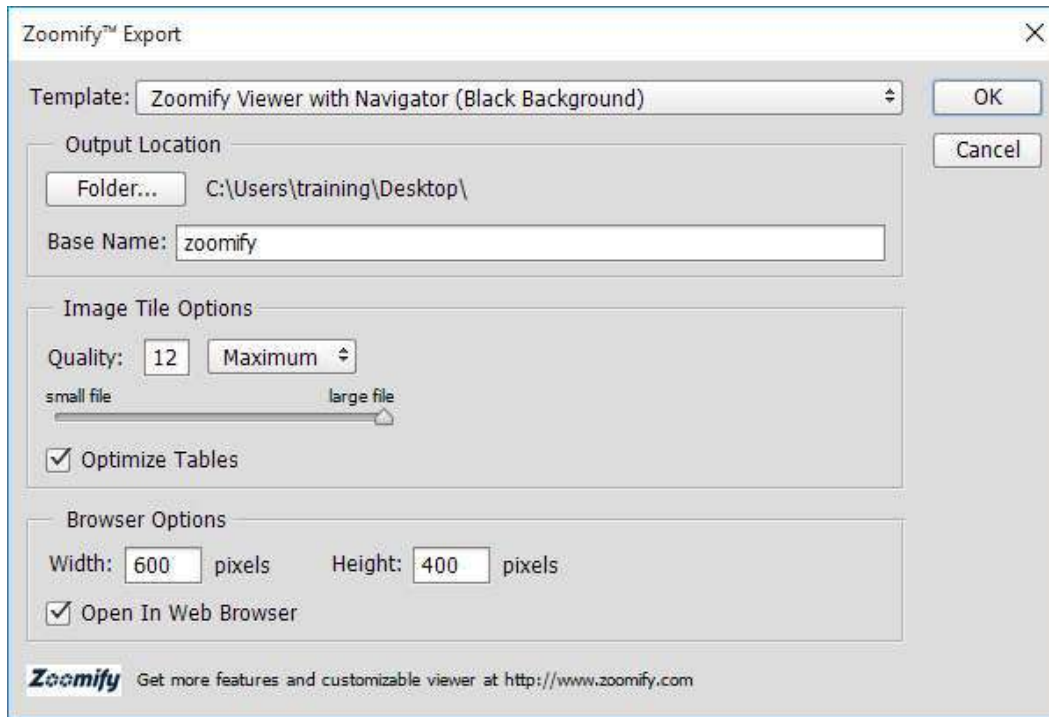 Zoomify™ Export
Template: Zoomify Viewer with Navigator (Black Background)
OK
Cancel
Output Location
Folder... C:\Users\training\Desktop\
Base Name: zoomify
Image Tile Options
Quality: 12 Maximum
small file large file
Optimize Tables
Browser Options
Width: 600 pixels Height: 400 pixels
Open In Web Browser
Zoomify Get more features and customizable viewer at http://www.zoomify.com